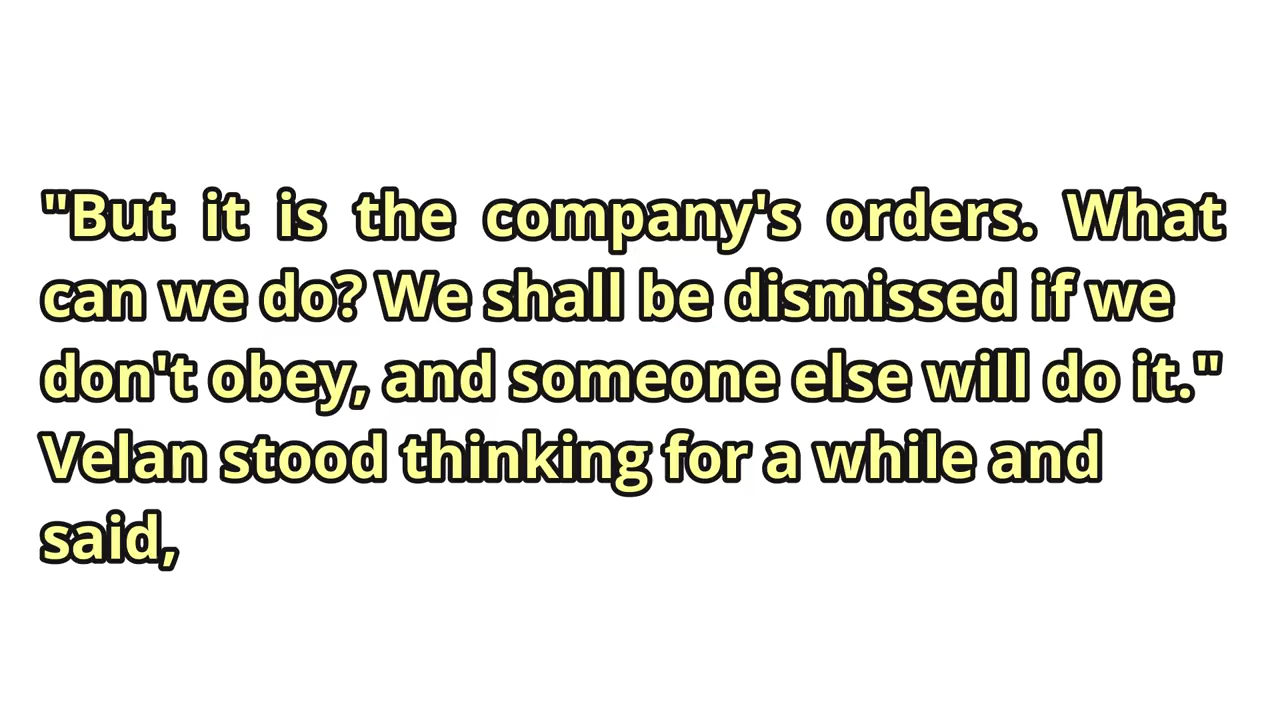 "But it is the company's orders. What
can we do? We shall be dismissed if we
don't obey, and someone else will do it."
Velan stood thinking for a while and
said,